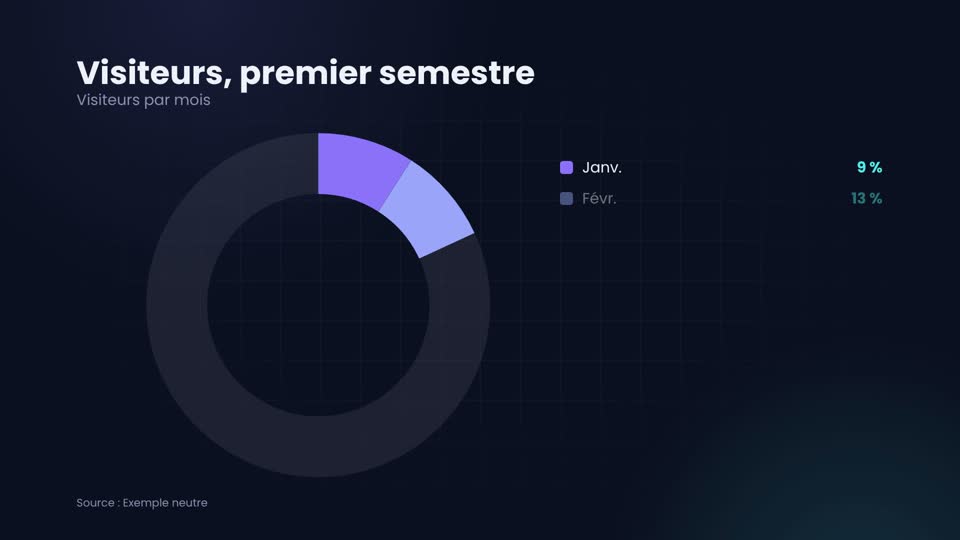 Visiteurs, premier semestre
Visiteurs par mois
Janv. 9 %
Févr. 13 %
Source : Exemple neutre